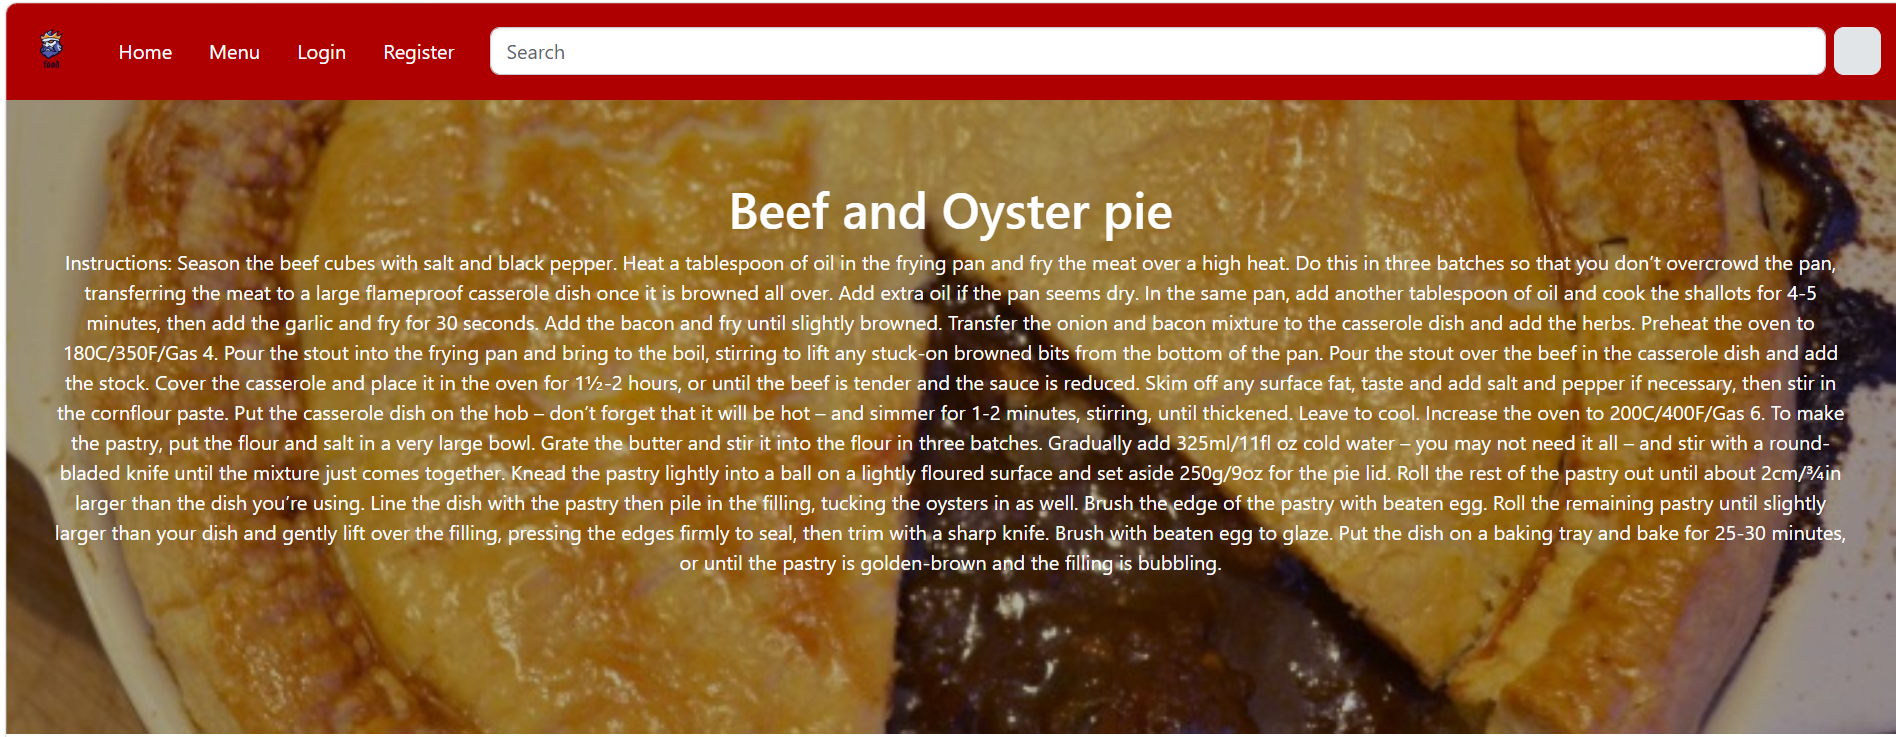 Home Menu Login Register Search
Beef and Oyster pie
Instructions: Season the beef cubes with salt and black pepper. Heat a tablespoon of oil in the frying pan and fry the meat over a high heat. Do this in three batches so that you don’t overcrowd the pan,
transferring the meat to a large flameproof casserole dish once it is browned all over. Add extra oil if the pan seems dry. In the same pan, add another tablespoon of oil and cook the shallots for 4-5
minutes, then add the garlic and fry for 30 seconds. Add the bacon and fry until slightly browned. Transfer the onion and bacon mixture to the casserole dish and add the herbs. Preheat the oven to
180C/350F/Gas 4. Pour the stout into the frying pan and bring to the boil, stirring to lift any stuck-on browned bits from the bottom of the pan. Pour the stout over the beef in the casserole dish and add
the stock. Cover the casserole and place it in the oven for 1½-2 hours, or until the beef is tender and the sauce is reduced. Skim off any surface fat, taste and add salt and pepper if necessary, then stir in
the cornflour paste. Put the casserole dish on the hob – don’t forget that it will be hot – and simmer for 1-2 minutes, stirring, until thickened. Leave to cool. Increase the oven to 200C/400F/Gas 6. To make
the pastry, put the flour and salt in a very large bowl. Grate the butter and stir it into the flour in three batches. Gradually add 325ml/11fl oz cold water – you may not need it all – and stir with a round-
bladed knife until the mixture just comes together. Knead the pastry lightly into a ball on a lightly floured surface and set aside 250g/9oz for the pie lid. Roll the rest of the pastry out until about 2cm/¾in
larger than the dish you’re using. Line the dish with the pastry then pile in the filling, tucking the oysters in as well. Brush the edge of the pastry with beaten egg. Roll the remaining pastry until slightly
larger than your dish and gently lift over the filling, pressing the edges firmly to seal, then trim with a sharp knife. Brush with beaten egg to glaze. Put the dish on a baking tray and bake for 25-30 minutes,
or until the pastry is golden-brown and the filling is bubbling.